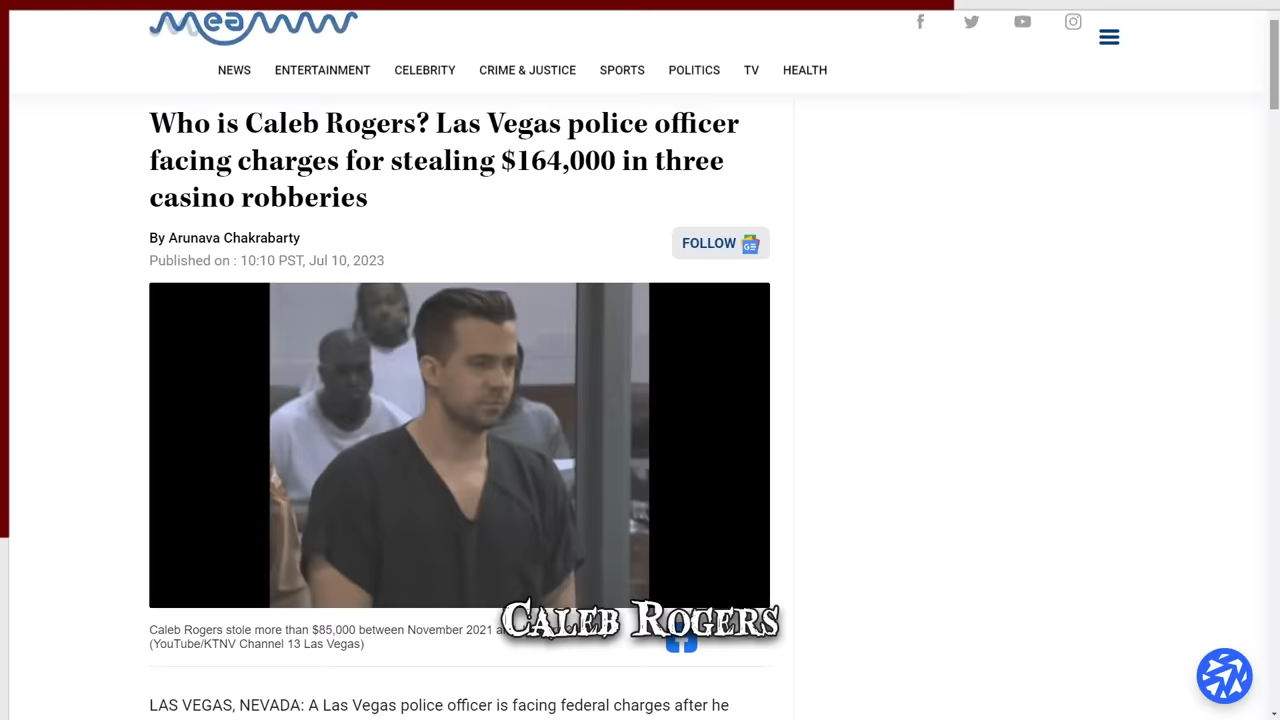 meaww
NEWS ENTERTAINMENT CELEBRITY CRIME & JUSTICE SPORTS POLITICS TV HEALTH
Who is Caleb Rogers? Las Vegas police officer
facing charges for stealing $164,000 in three
casino robberies
By Arunava Chakrabarty
FOLLOW GE
Published on : 10:10 PST, Jul 10, 2023
CALEB ROGERS
Caleb Rogers stole more than $85,000 between November 2021
(YouTube/KTNV Channel 13 Las Vegas)
LAS VEGAS, NEVADA: A Las Vegas police officer is facing federal charges after he